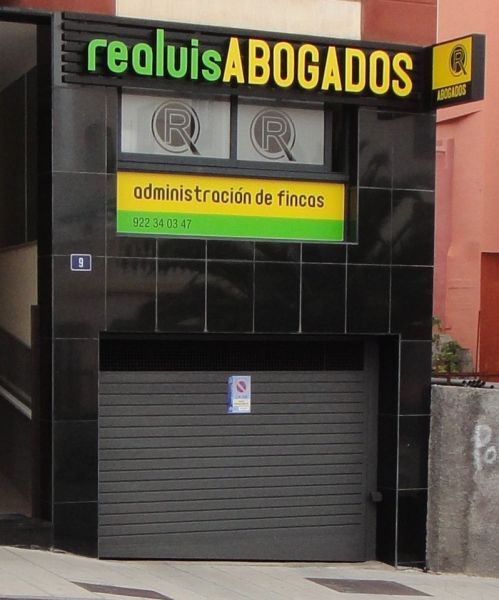 realuisABOGADOS
R
ABOGADOS
R
R
administración de fincas
922 34 03 47
9